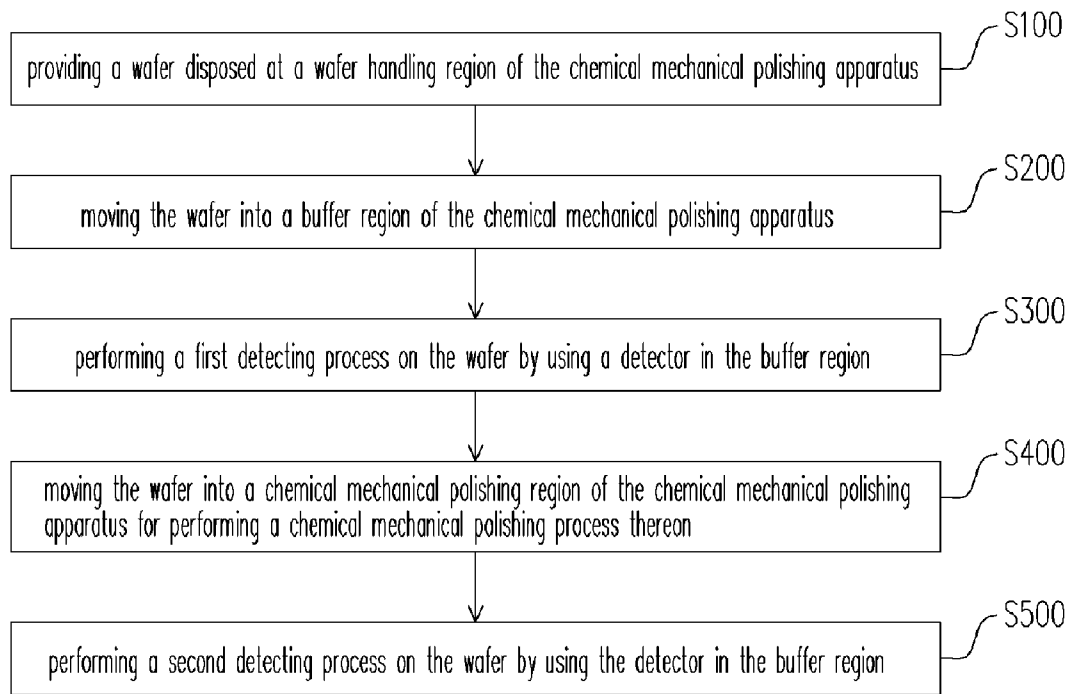 S100
providing a wafer disposed at a wafer handling region of the chemical mechanical polishing apparatus
S200
moving the wafer into a buffer region of the chemical mechanical polishing apparatus
S300
performing a first detecting process on the wafer by using a detector in the buffer region
S400
moving the wafer into a chemical mechanical polishing region of the chemical mechanical polishing
apparatus for performing a chemical mechanical polishing process thereon
S500
performing a second detecting process on the wafer by using the detector in the buffer region